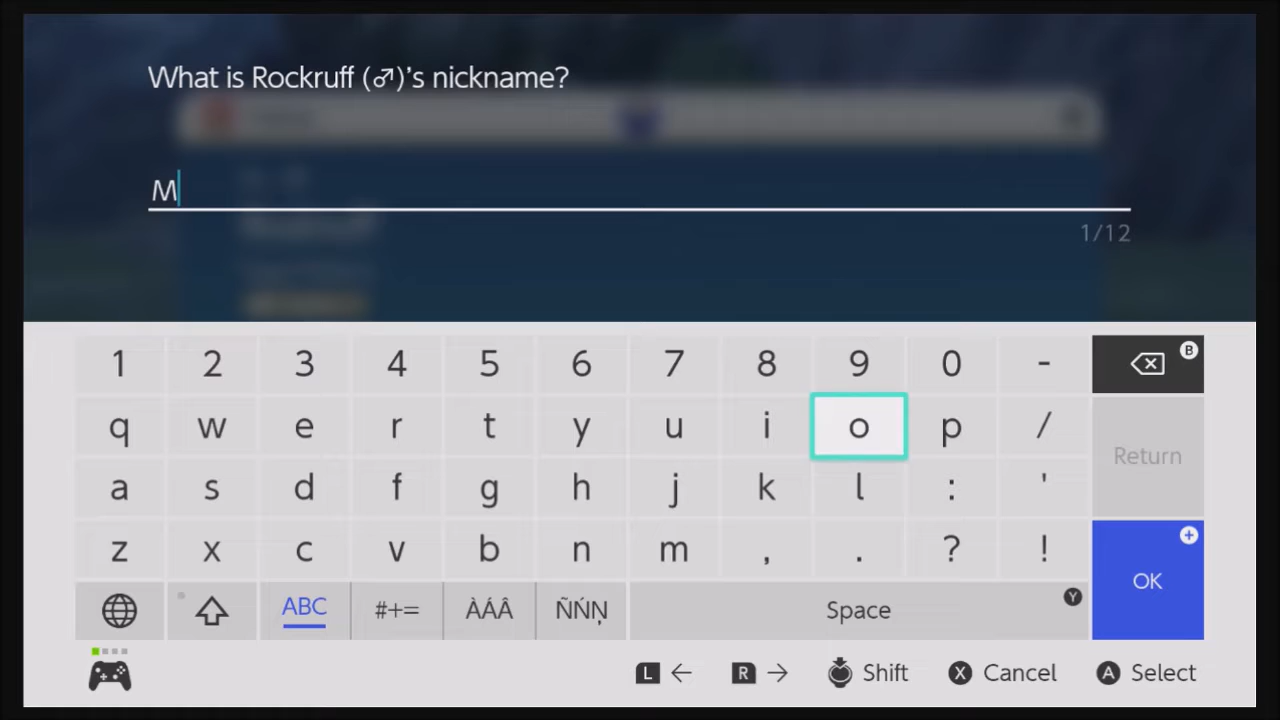 What is Rockruff (♂)'s nickname?
M
1/12
1 2 3 4 5 6 7 8 9 0 - B
q w e r t y u i o p / Return
a s d f g h j k l : '
z x c v b n m , . ? ! + OK
ABC #+= ÀÁÂ ÑŃŅ Space Y
L ← R → Shift X Cancel A Select